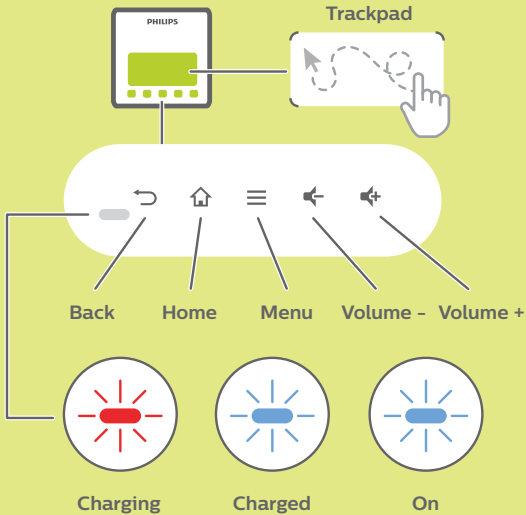 Trackpad
PHILIPS
Back Home Menu Volume - Volume +
Charging Charged On